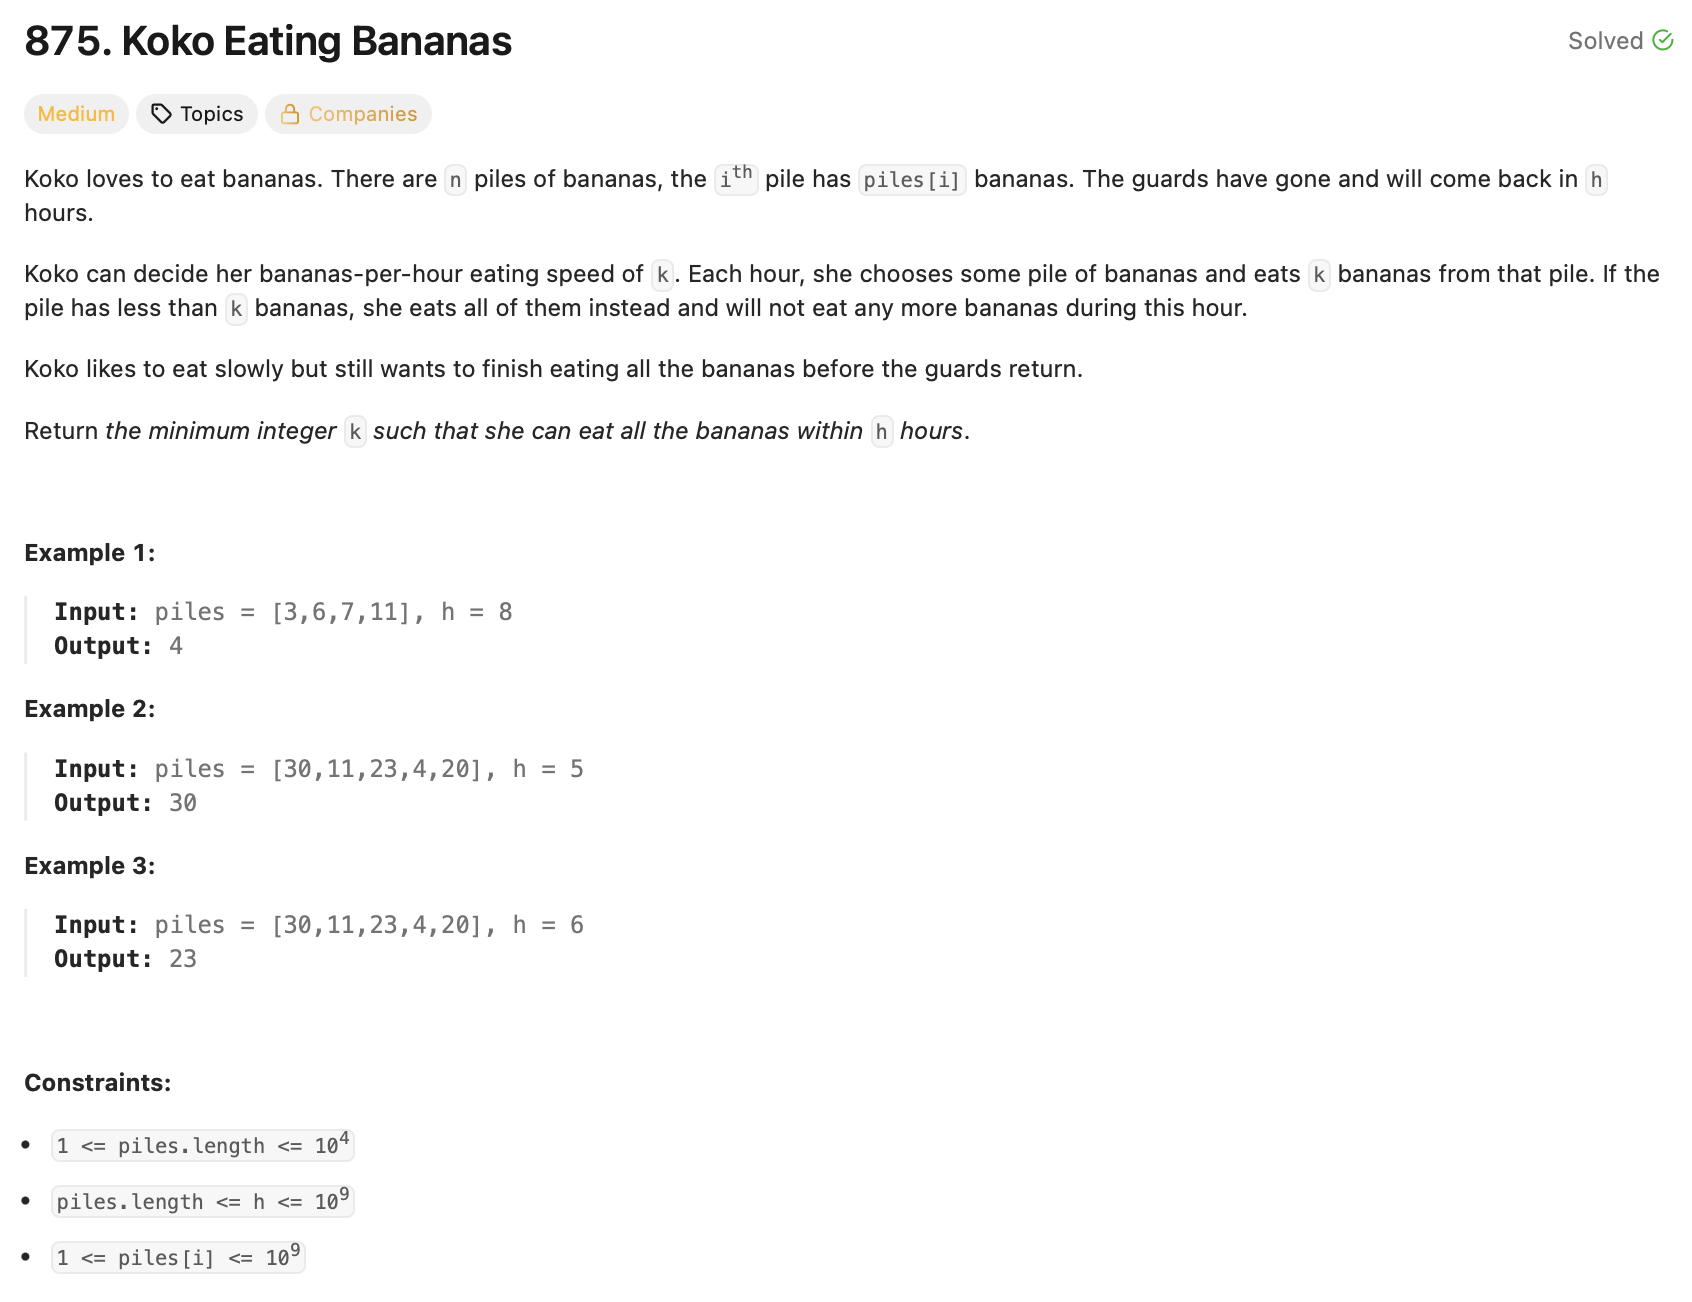 875. Koko Eating Bananas
Solved
Medium
Topics
Companies
Koko loves to eat bananas. There are n piles of bananas, the iᵗʰ pile has piles[i] bananas. The guards have gone and will come back in h
hours.
Koko can decide her bananas-per-hour eating speed of k. Each hour, she chooses some pile of bananas and eats k bananas from that pile. If the
pile has less than k bananas, she eats all of them instead and will not eat any more bananas during this hour.
Koko likes to eat slowly but still wants to finish eating all the bananas before the guards return.
Return the minimum integer k such that she can eat all the bananas within h hours.
Example 1:
Input: piles = [3,6,7,11], h = 8
Output: 4
Example 2:
Input: piles = [30,11,23,4,20], h = 5
Output: 30
Example 3:
Input: piles = [30,11,23,4,20], h = 6
Output: 23
Constraints:
• 1 <= piles.length <= 10⁴
• piles.length <= h <= 10⁹
• 1 <= piles[i] <= 10⁹